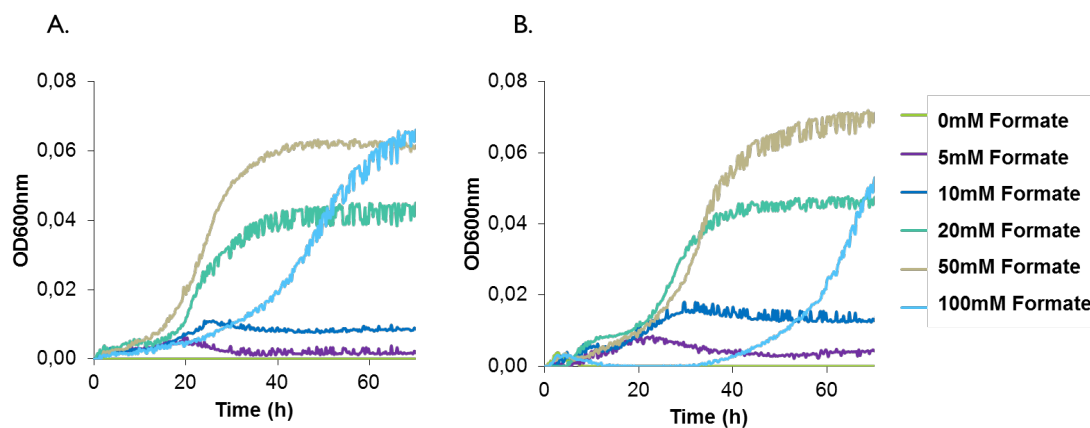 A.
B.
0,08
0,06
0,04
0,02
0,00
OD600nm
0
20
40
60
Time (h)
0,08
0,06
0,04
0,02
0,00
OD600nm
0
20
40
60
Time (h)
0mM Formate
5mM Formate
10mM Formate
20mM Formate
50mM Formate
100mM Formate